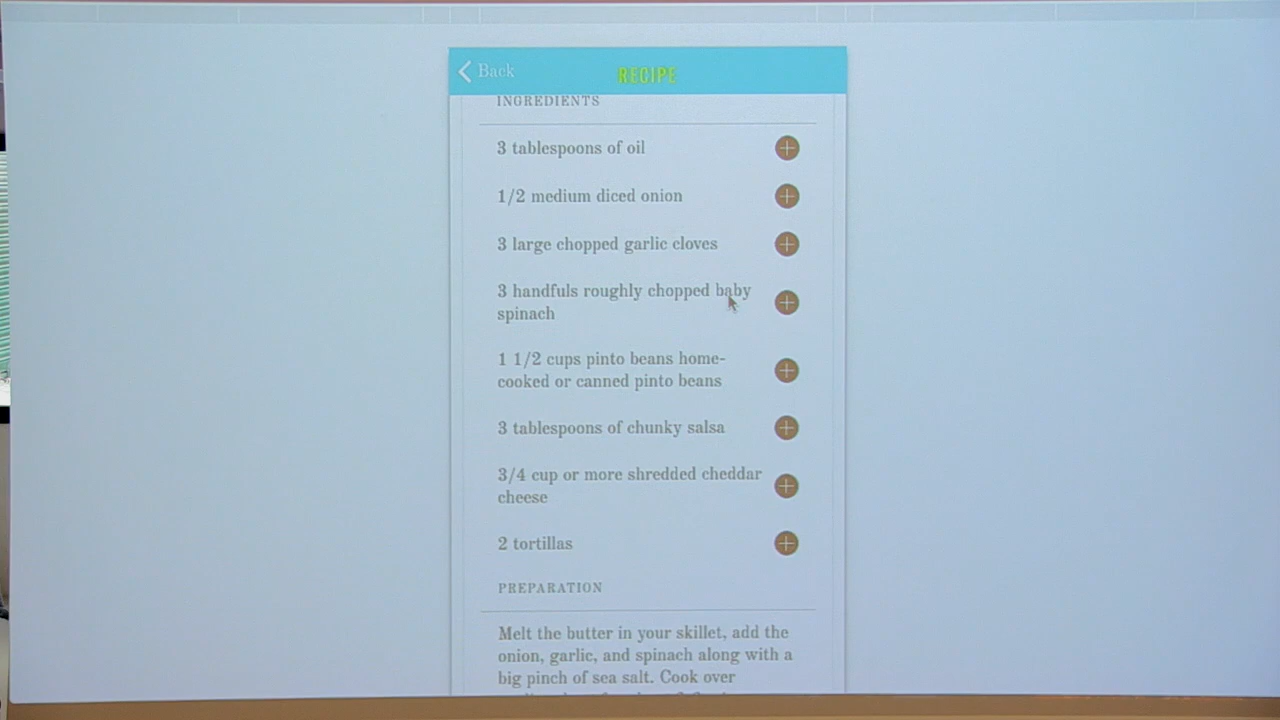 Back
RECIPE
INGREDIENTS
3 tablespoons of oil
1/2 medium diced onion
3 large chopped garlic cloves
3 handfuls roughly chopped baby
spinach
1 1/2 cups pinto beans home-
cooked or canned pinto beans
3 tablespoons of chunky salsa
3/4 cup or more shredded cheddar
cheese
2 tortillas
PREPARATION
Melt the butter in your skillet, add the
onion, garlic, and spinach along with a
big pinch of sea salt. Cook over